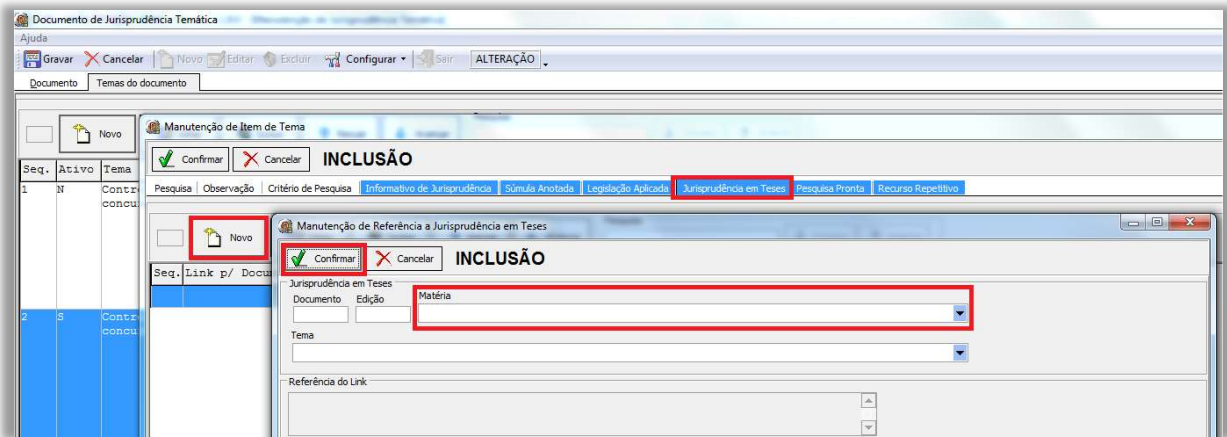 Documento de Jurisprudência Temática
Ajuda
Gravar Cancelar Novo Editar Excluir Configurar Sair ALTERAÇÃO
Documento Temas do documento
Novo
Manutenção de Item de Tema
Confirmar Cancelar INCLUSÃO
Seq. Ativo Tema
Pesquisa Observação Critério de Pesquisa Informativo de Jurisprudência Súmula Anotada Legislação Aplicada Jurisprudência em Teses Pesquisa Pronta Recurso Repetitivo
1 N Contr
concu
Novo
Manutenção de Referência a Jurisprudência em Teses
Confirmar Cancelar INCLUSÃO
Seq. Link p/ Docu
Jurisprudência em Teses
Documento Edição Matéria
2 S Contr
concu
Tema
Referência do Link